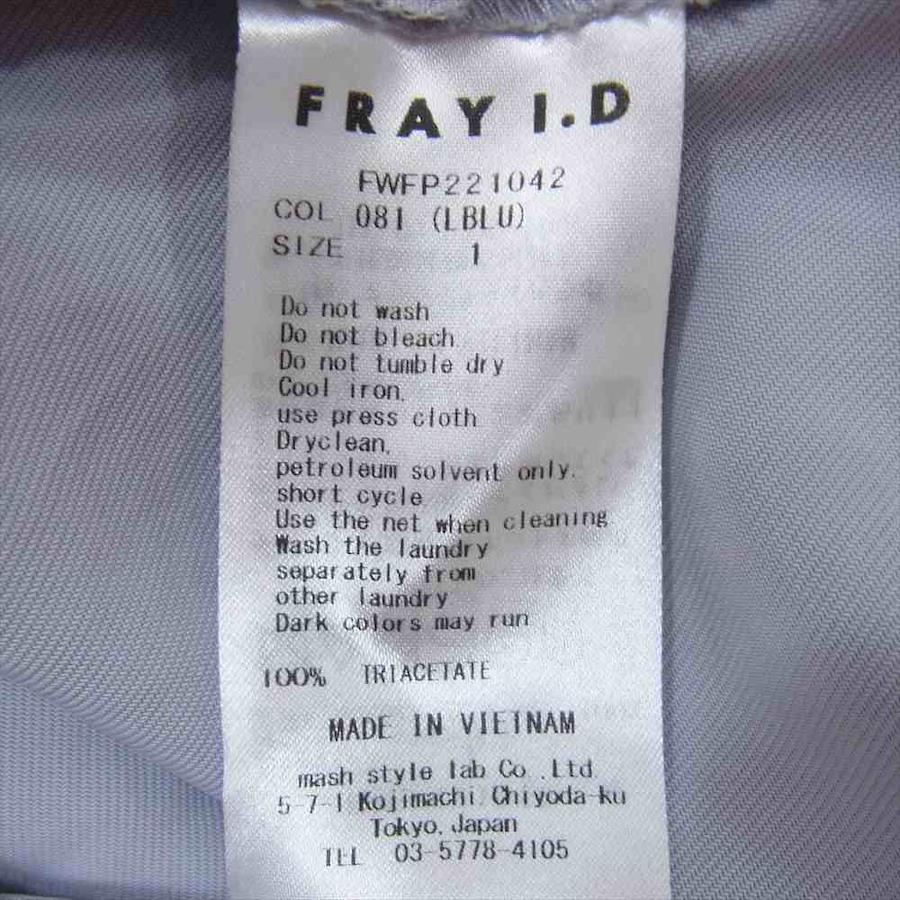 FRAY I.D
FWFP221042
COL 081 (LBLU)
SIZE 1
Do not wash
Do not bleach
Do not tumble dry
Cool iron,
use press cloth
Dryclean,
petroleum solvent only.
short cycle
Use the net when cleaning
Wash the laundry
separately from
other laundry
Dark colors may run
100% TRIACETATE
MADE IN VIETNAM
mash style lab Co .Ltd
5-7-1 Kojimachi Chiyoda-ku
Tokyo, Japan
TEL 03-5778-4105